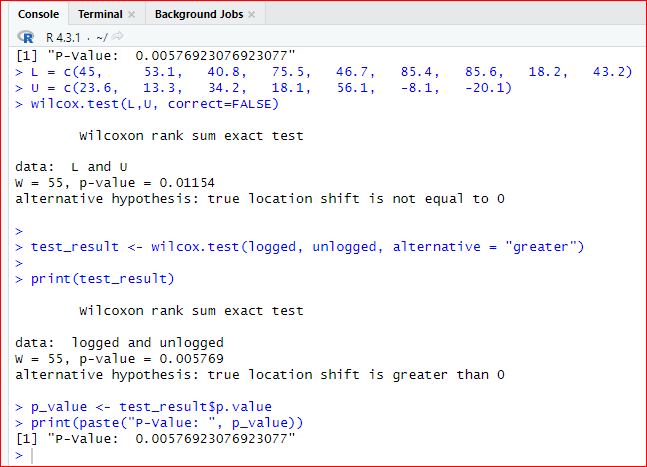 Console Terminal × Background Jobs ×
R R 4.3.1 · ~/
[1] "P-Value:  0.00576923076923077"
> L = c(45,     53.1,   40.8,   75.5,   46.7,   85.4,   85.6,   18.2,   43.2)
> U = c(23.6,   13.3,   34.2,   18.1,   56.1,   -8.1,   -20.1)
> wilcox.test(L,U, correct=FALSE)
        Wilcoxon rank sum exact test
data:  L and U
W = 55, p-value = 0.01154
alternative hypothesis: true location shift is not equal to 0
>
> test_result <- wilcox.test(logged, unlogged, alternative = "greater")
>
> print(test_result)
        Wilcoxon rank sum exact test
data:  logged and unlogged
W = 55, p-value = 0.005769
alternative hypothesis: true location shift is greater than 0
> p_value <- test_result$p.value
> print(paste("P-Value: ", p_value))
[1] "P-Value:  0.00576923076923077"
>